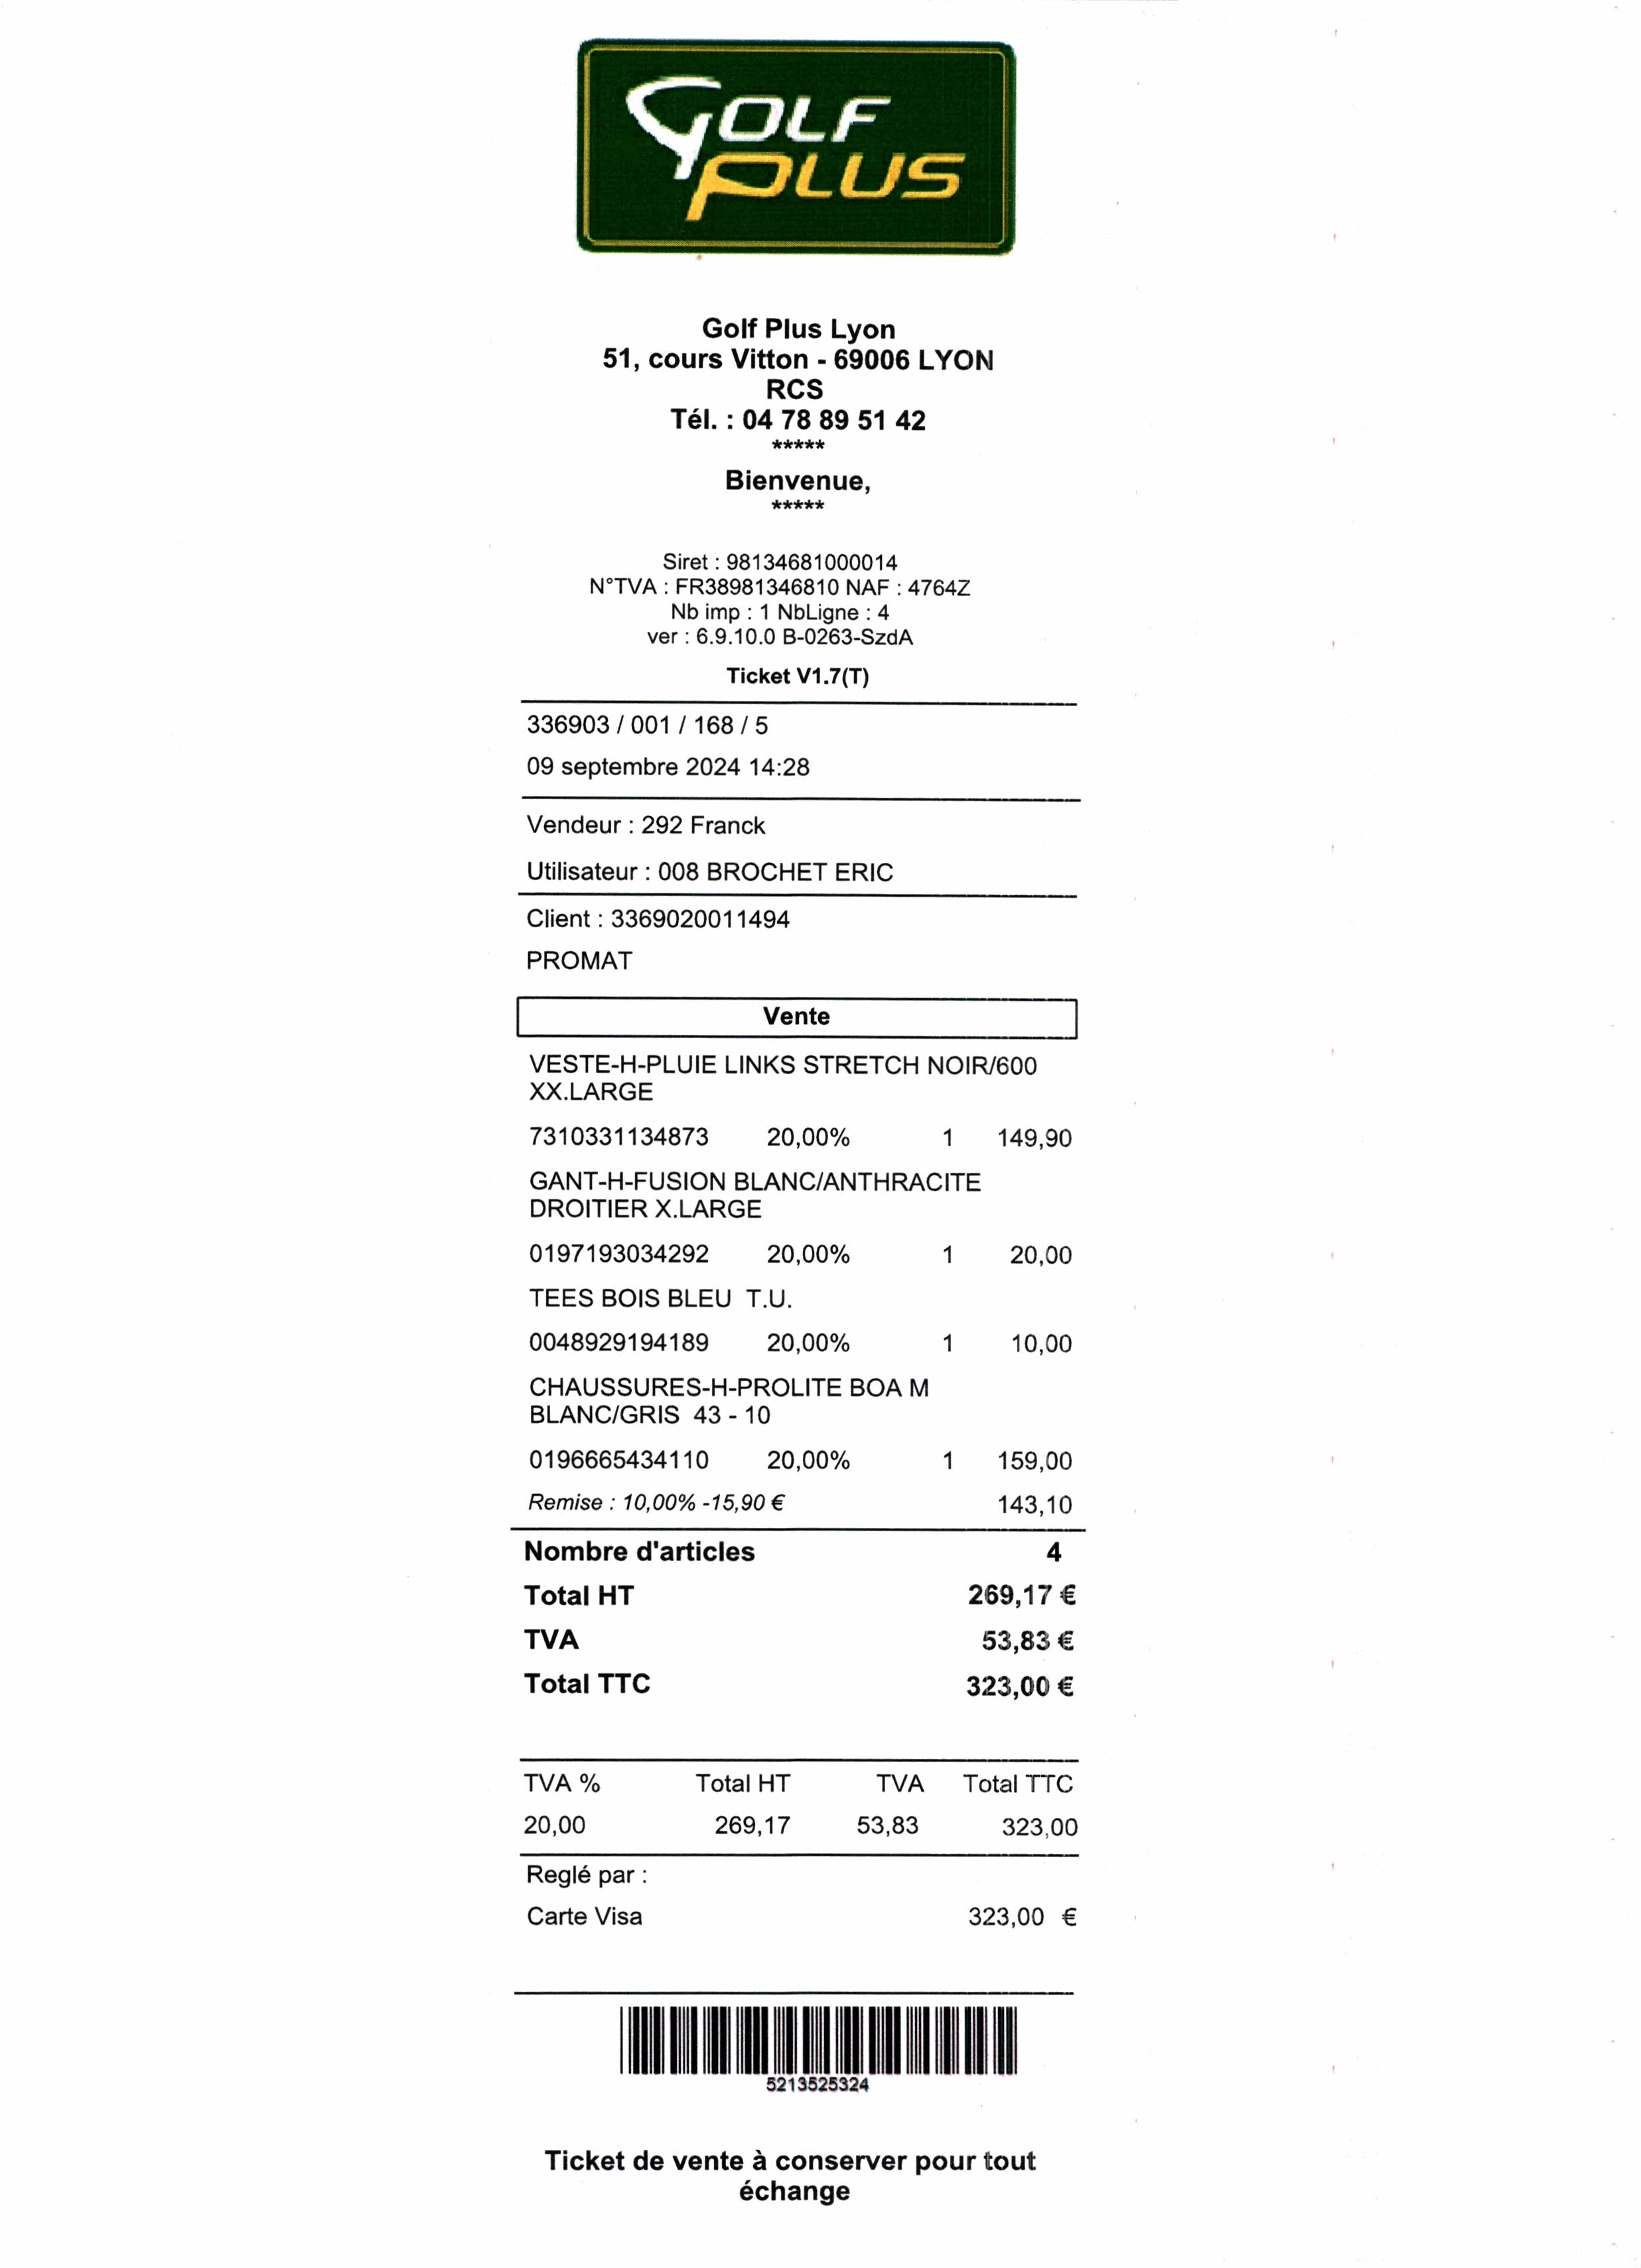 GOLF
PLUS
Golf Plus Lyon
51, cours Vitton - 69006 LYON
RCS
Tél. : 04 78 89 51 42
*****
Bienvenue,
*****
Siret : 98134681000014
N°TVA : FR38981346810 NAF : 4764Z
Nb imp : 1 NbLigne : 4
ver : 6.9.10.0 B-0263-SzdA
Ticket V1.7(T)
336903 / 001 / 168 / 5
09 septembre 2024 14:28
Vendeur : 292 Franck
Utilisateur : 008 BROCHET ERIC
Client : 3369020011494
PROMAT
Vente
VESTE-H-PLUIE LINKS STRETCH NOIR/600
XX.LARGE
7310331134873 20,00% 1 149,90
GANT-H-FUSION BLANC/ANTHRACITE
DROITIER X.LARGE
0197193034292 20,00% 1 20,00
TEES BOIS BLEU T.U.
0048929194189 20,00% 1 10,00
CHAUSSURES-H-PROLITE BOA M
BLANC/GRIS 43 - 10
0196665434110 20,00% 1 159,00
Remise : 10,00% -15,90 € 143,10
Nombre d'articles 4
Total HT 269,17 €
TVA 53,83 €
Total TTC 323,00 €
TVA % Total HT TVA Total TTC
20,00 269,17 53,83 323,00
Reglé par :
Carte Visa 323,00 €
5213525324
Ticket de vente à conserver pour tout
échange